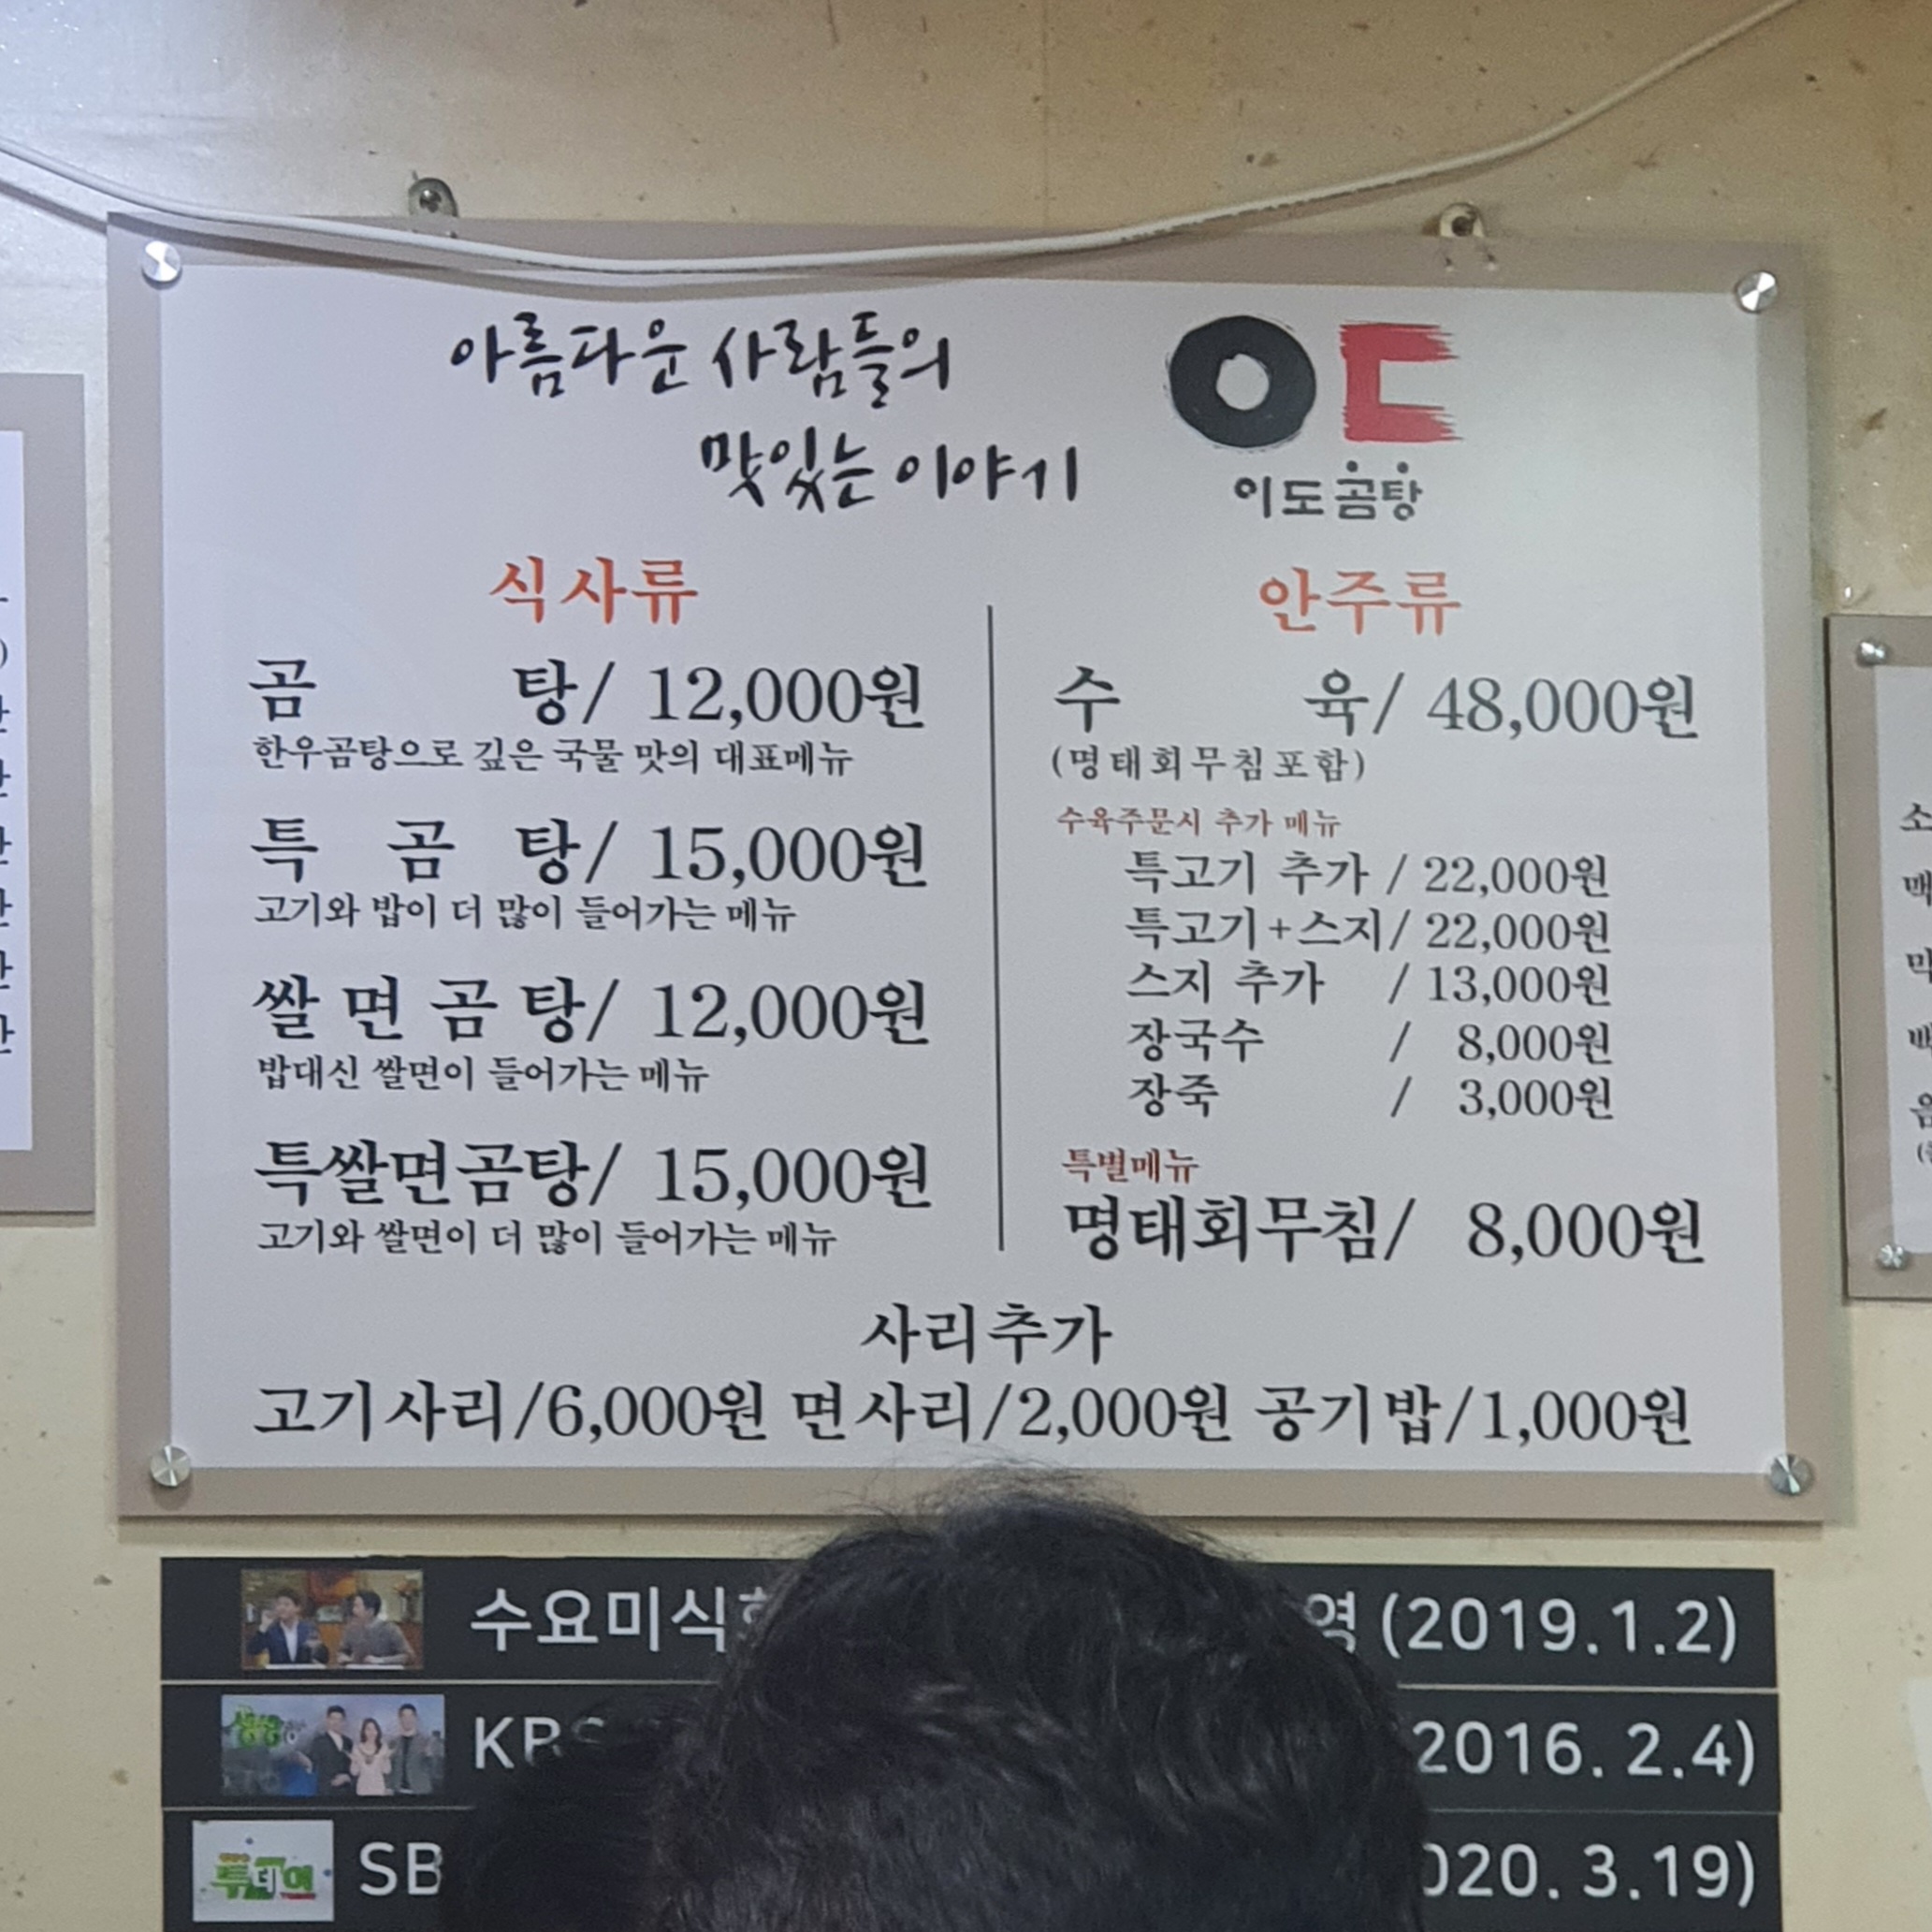 아름다운 사람들의
맛있는 이야기
ㅇㄷ
이도곰탕
식사류
곰 탕/ 12,000원
한우곰탕으로 깊은 국물 맛의 대표메뉴
특 곰 탕/ 15,000원
고기와 밥이 더 많이 들어가는 메뉴
쌀 면 곰 탕/ 12,000원
밥대신 쌀면이 들어가는 메뉴
특쌀면곰탕/ 15,000원
고기와 쌀면이 더 많이 들어가는 메뉴
안주류
수 육/ 48,000원
(명태회무침포함)
수육주문시 추가 메뉴
특고기 추가 / 22,000원
특고기+스지/ 22,000원
스지 추가 / 13,000원
장국수 / 8,000원
장죽 / 3,000원
특별메뉴
명태회무침/ 8,000원
사리추가
고기사리/6,000원 면사리/2,000원 공기밥/1,000원
수요미식 영 (2019.1.2)
KBS 2016. 2.4)
투데이 SB 020. 3.19)